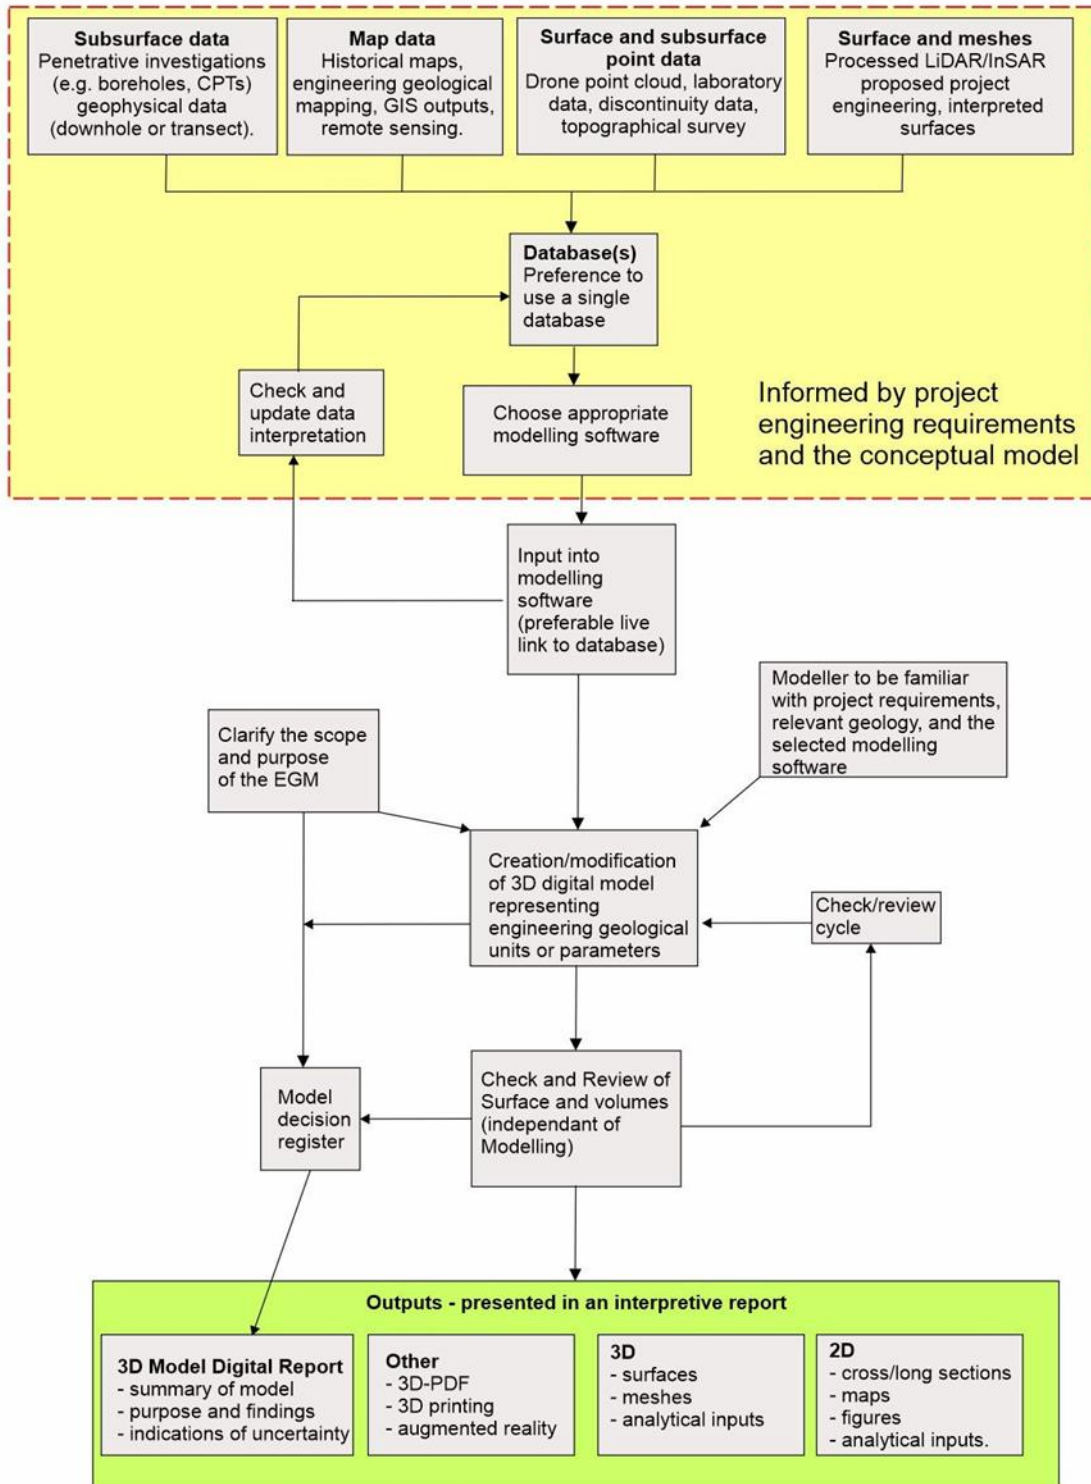 Subsurface data
Penetrative investigations
(e.g. boreholes, CPTs)
geophysical data
(downhole or transect).
Map data
Historical maps,
engineering geological
mapping, GIS outputs,
remote sensing.
Surface and subsurface
point data
Drone point cloud, laboratory
data, discontinuity data,
topographical survey
Surface and meshes
Processed LiDAR/InSAR
proposed project
engineering, interpreted
surfaces
Database(s)
Preference to
use a single
database
Check and
update data
interpretation
Choose appropriate
modelling software
Informed by project
engineering requirements
and the conceptual model
Input into
modelling
software
(preferable live
link to database)
Modeller to be familiar
with project requirements,
relevant geology, and the
selected modelling
software
Clarify the scope
and purpose
of the EGM
Creation/modification
of 3D digital model
representing
engineering geological
units or parameters
Check/review
cycle
Model
decision
register
Check and Review of
Surface and volumes
(independant of
Modelling)
Outputs - presented in an interpretive report
3D Model Digital Report
- summary of model
- purpose and findings
- indications of uncertainty
Other
- 3D-PDF
- 3D printing
- augmented reality
3D
- surfaces
- meshes
- analytical inputs
2D
- cross/long sections
- maps
- figures
- analytical inputs.